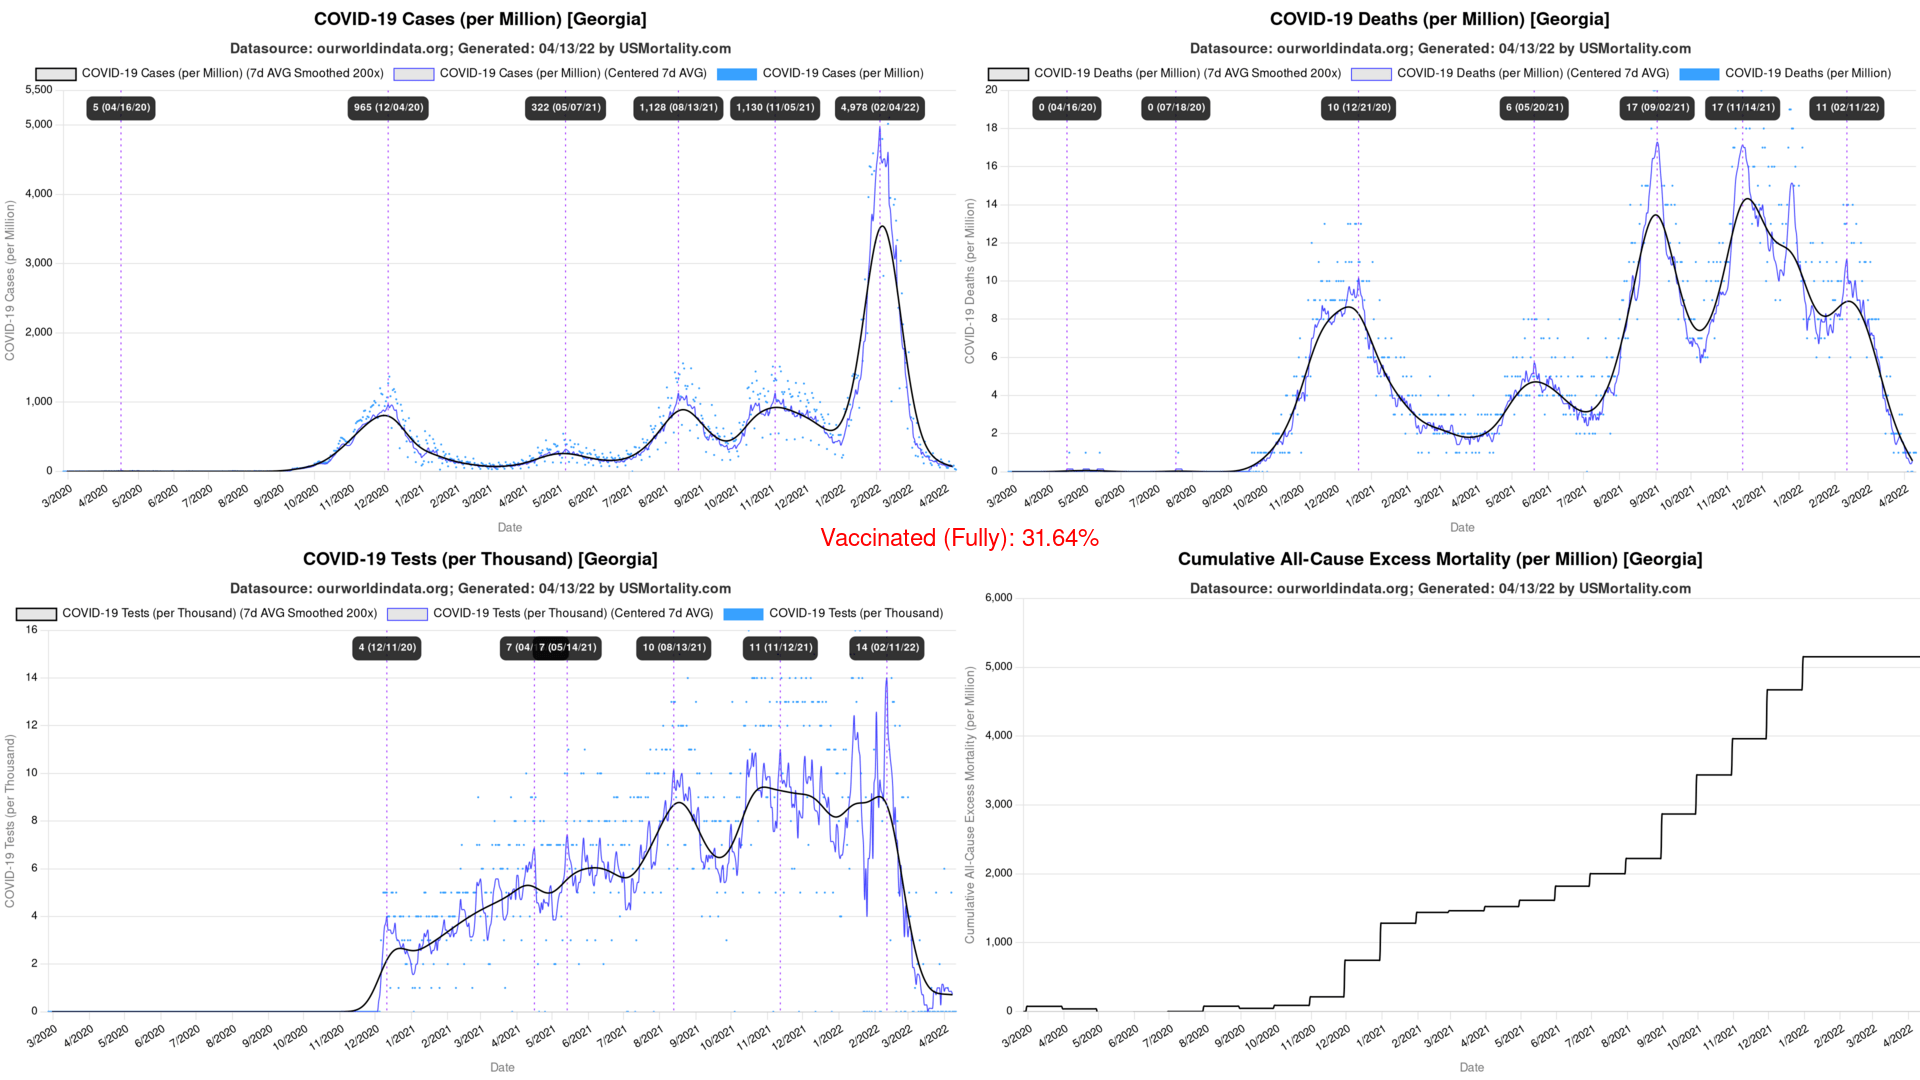 COVID-19 Cases (per Million) [Georgia]
Datasource: ourworldindata.org; Generated: 04/13/22 by USMortality.com
COVID-19 Cases (per Million) (7d AVG Smoothed 200x) COVID-19 Cases (per Million) (Centered 7d AVG) COVID-19 Cases (per Million)
5 (04/16/20) 965 (12/04/20) 322 (05/07/21) 1,128 (08/13/21) 1,130 (11/05/21) 4,978 (02/04/22)
5,500
5,000
4,000
3,000
2,000
1,000
0
COVID-19 Cases (per Million)
3/2020 4/2020 5/2020 6/2020 7/2020 8/2020 9/2020 10/2020 11/2020 12/2020 1/2021 2/2021 3/2021 4/2021 5/2021 6/2021 7/2021 8/2021 9/2021 10/2021 11/2021 12/2021 1/2022 2/2022 3/2022 4/2022
Date
COVID-19 Deaths (per Million) [Georgia]
Datasource: ourworldindata.org; Generated: 04/13/22 by USMortality.com
COVID-19 Deaths (per Million) (7d AVG Smoothed 200x) COVID-19 Deaths (per Million) (Centered 7d AVG) COVID-19 Deaths (per Million)
0 (04/16/20) 0 (07/18/20) 10 (12/21/20) 6 (05/20/21) 17 (09/02/21) 17 (11/14/21) 11 (02/11/22)
20
18
16
14
12
10
8
6
4
2
0
COVID-19 Deaths (per Million)
3/2020 4/2020 5/2020 6/2020 7/2020 8/2020 9/2020 10/2020 11/2020 12/2020 1/2021 2/2021 3/2021 4/2021 5/2021 6/2021 7/2021 8/2021 9/2021 10/2021 11/2021 12/2021 1/2022 2/2022 3/2022 4/2022
Date
Vaccinated (Fully): 31.64%
COVID-19 Tests (per Thousand) [Georgia]
Datasource: ourworldindata.org; Generated: 04/13/22 by USMortality.com
COVID-19 Tests (per Thousand) (7d AVG Smoothed 200x) COVID-19 Tests (per Thousand) (Centered 7d AVG) COVID-19 Tests (per Thousand)
4 (12/11/20) 7 (04/ 7 (05/14/21) 10 (08/13/21) 11 (11/12/21) 14 (02/11/22)
16
14
12
10
8
6
4
2
0
COVID-19 Tests (per Thousand)
3/2020 4/2020 5/2020 6/2020 7/2020 8/2020 9/2020 10/2020 11/2020 12/2020 1/2021 2/2021 3/2021 4/2021 5/2021 6/2021 7/2021 8/2021 9/2021 10/2021 11/2021 12/2021 1/2022 2/2022 3/2022 4/2022
Date
Cumulative All-Cause Excess Mortality (per Million) [Georgia]
Datasource: ourworldindata.org; Generated: 04/13/22 by USMortality.com
6,000
5,000
4,000
3,000
2,000
1,000
0
Cumulative All-Cause Excess Mortality (per Million)
3/2020 4/2020 5/2020 6/2020 7/2020 8/2020 9/2020 10/2020 11/2020 12/2020 1/2021 2/2021 3/2021 4/2021 5/2021 6/2021 7/2021 8/2021 9/2021 10/2021 11/2021 12/2021 1/2022 2/2022 3/2022 4/2022
Date